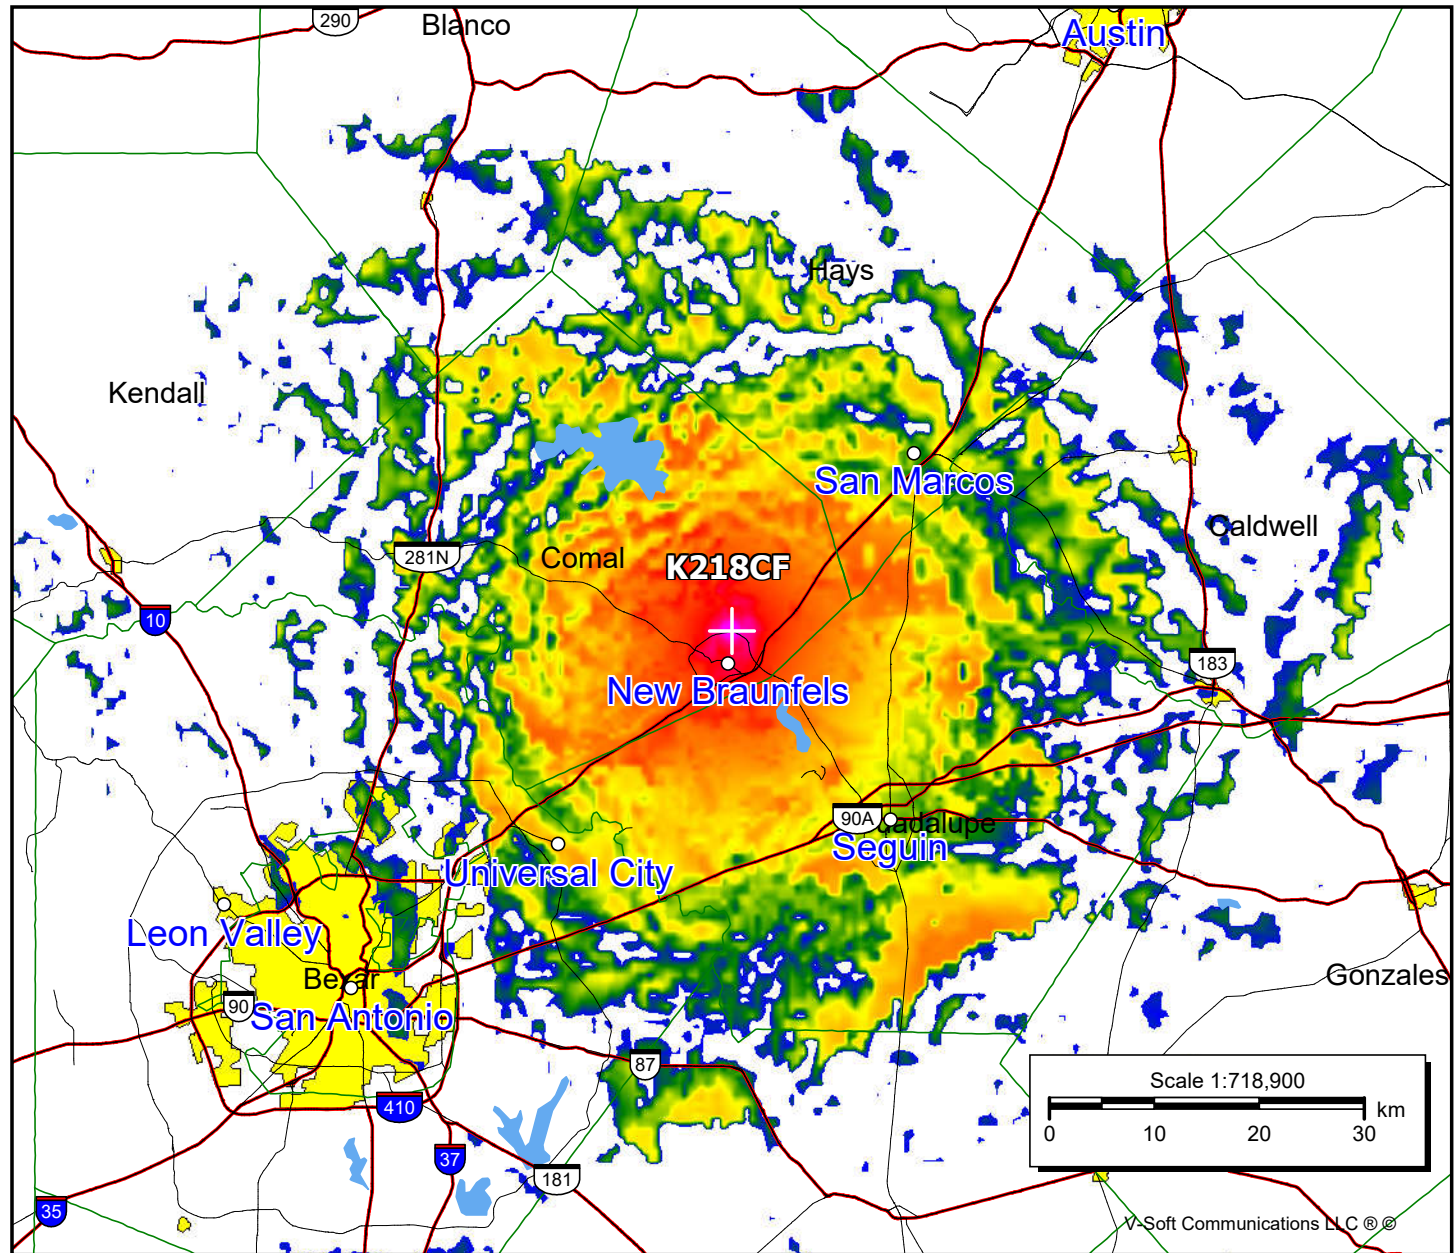 290
Blanco
Austin
Hays
Kendall
San Marcos
Caldwell
281N
Comal
K218CF
10
183
New Braunfels
90A
Guadalupe
Seguin
Universal City
Leon Valley
Bexar
Gonzales
90
San Antonio
87
Scale 1:718,900
km
0 10 20 30
410
37
181
35
V-Soft Communications LLC ® ©